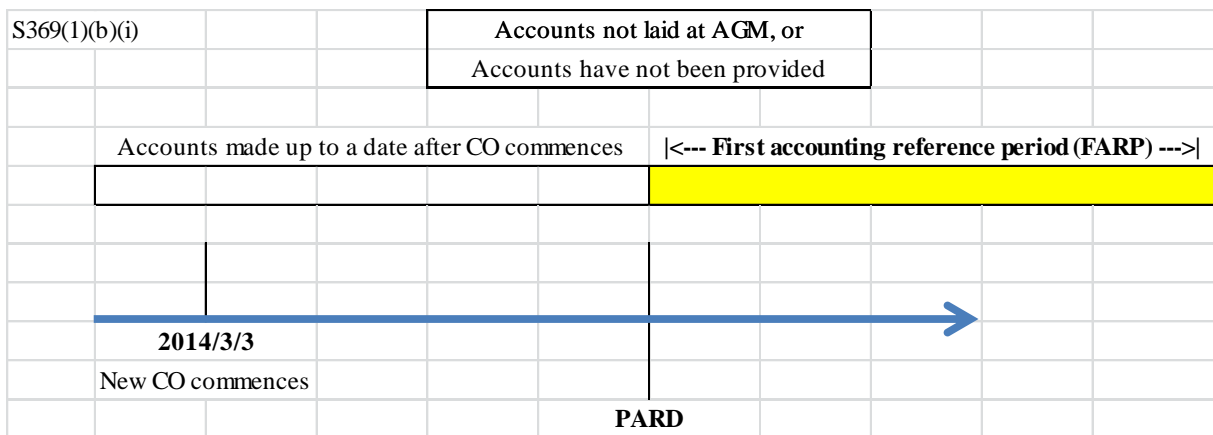 S369(1)(b)(i)
Accounts not laid at AGM, or
Accounts have not been provided
Accounts made up to a date after CO commences
|<--- First accounting reference period (FARP) --->|
2014/3/3
New CO commences
PARD